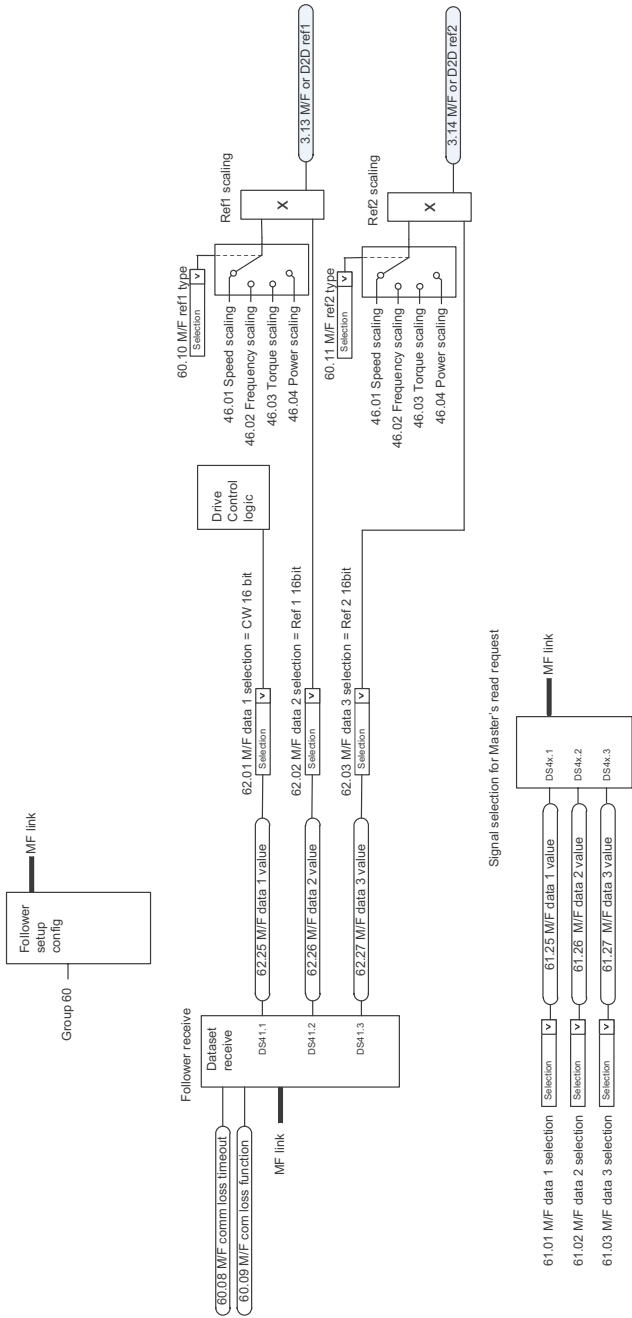 Follower
setup
config
MF link
Group 60
Follower receive
60.08 M/F comm loss timeout
60.09 M/F com loss function
MF link
Dataset
receive
DS41.1
DS41.2
DS41.3
62.25 M/F data 1 value
62.26 M/F data 2 value
62.27 M/F data 3 value
62.01 M/F data 1 selection = CW 16 bit
Selection
v
62.02 M/F data 2 selection = Ref 1 16bit
Selection
v
62.03 M/F data 3 selection = Ref 2 16bit
Selection
v
Drive
Control
logic
60.10 M/F ref1 type
Selection
v
46.01 Speed scaling
46.02 Frequency scaling
46.03 Torque scaling
46.04 Power scaling
Ref1 scaling
X
3.13 M/F or D2D ref1
60.11 M/F ref2 type
Selection
v
46.01 Speed scaling
46.02 Frequency scaling
46.03 Torque scaling
46.04 Power scaling
Ref2 scaling
X
3.14 M/F or D2D ref2
Signal selection for Master's read request
61.01 M/F data 1 selection
Selection
v
61.25 M/F data 1 value
DS4x.1
61.02 M/F data 2 selection
Selection
v
61.26 M/F data 2 value
DS4x.2
61.03 M/F data 3 selection
Selection
v
61.27 M/F data 3 value
DS4x.3
MF link